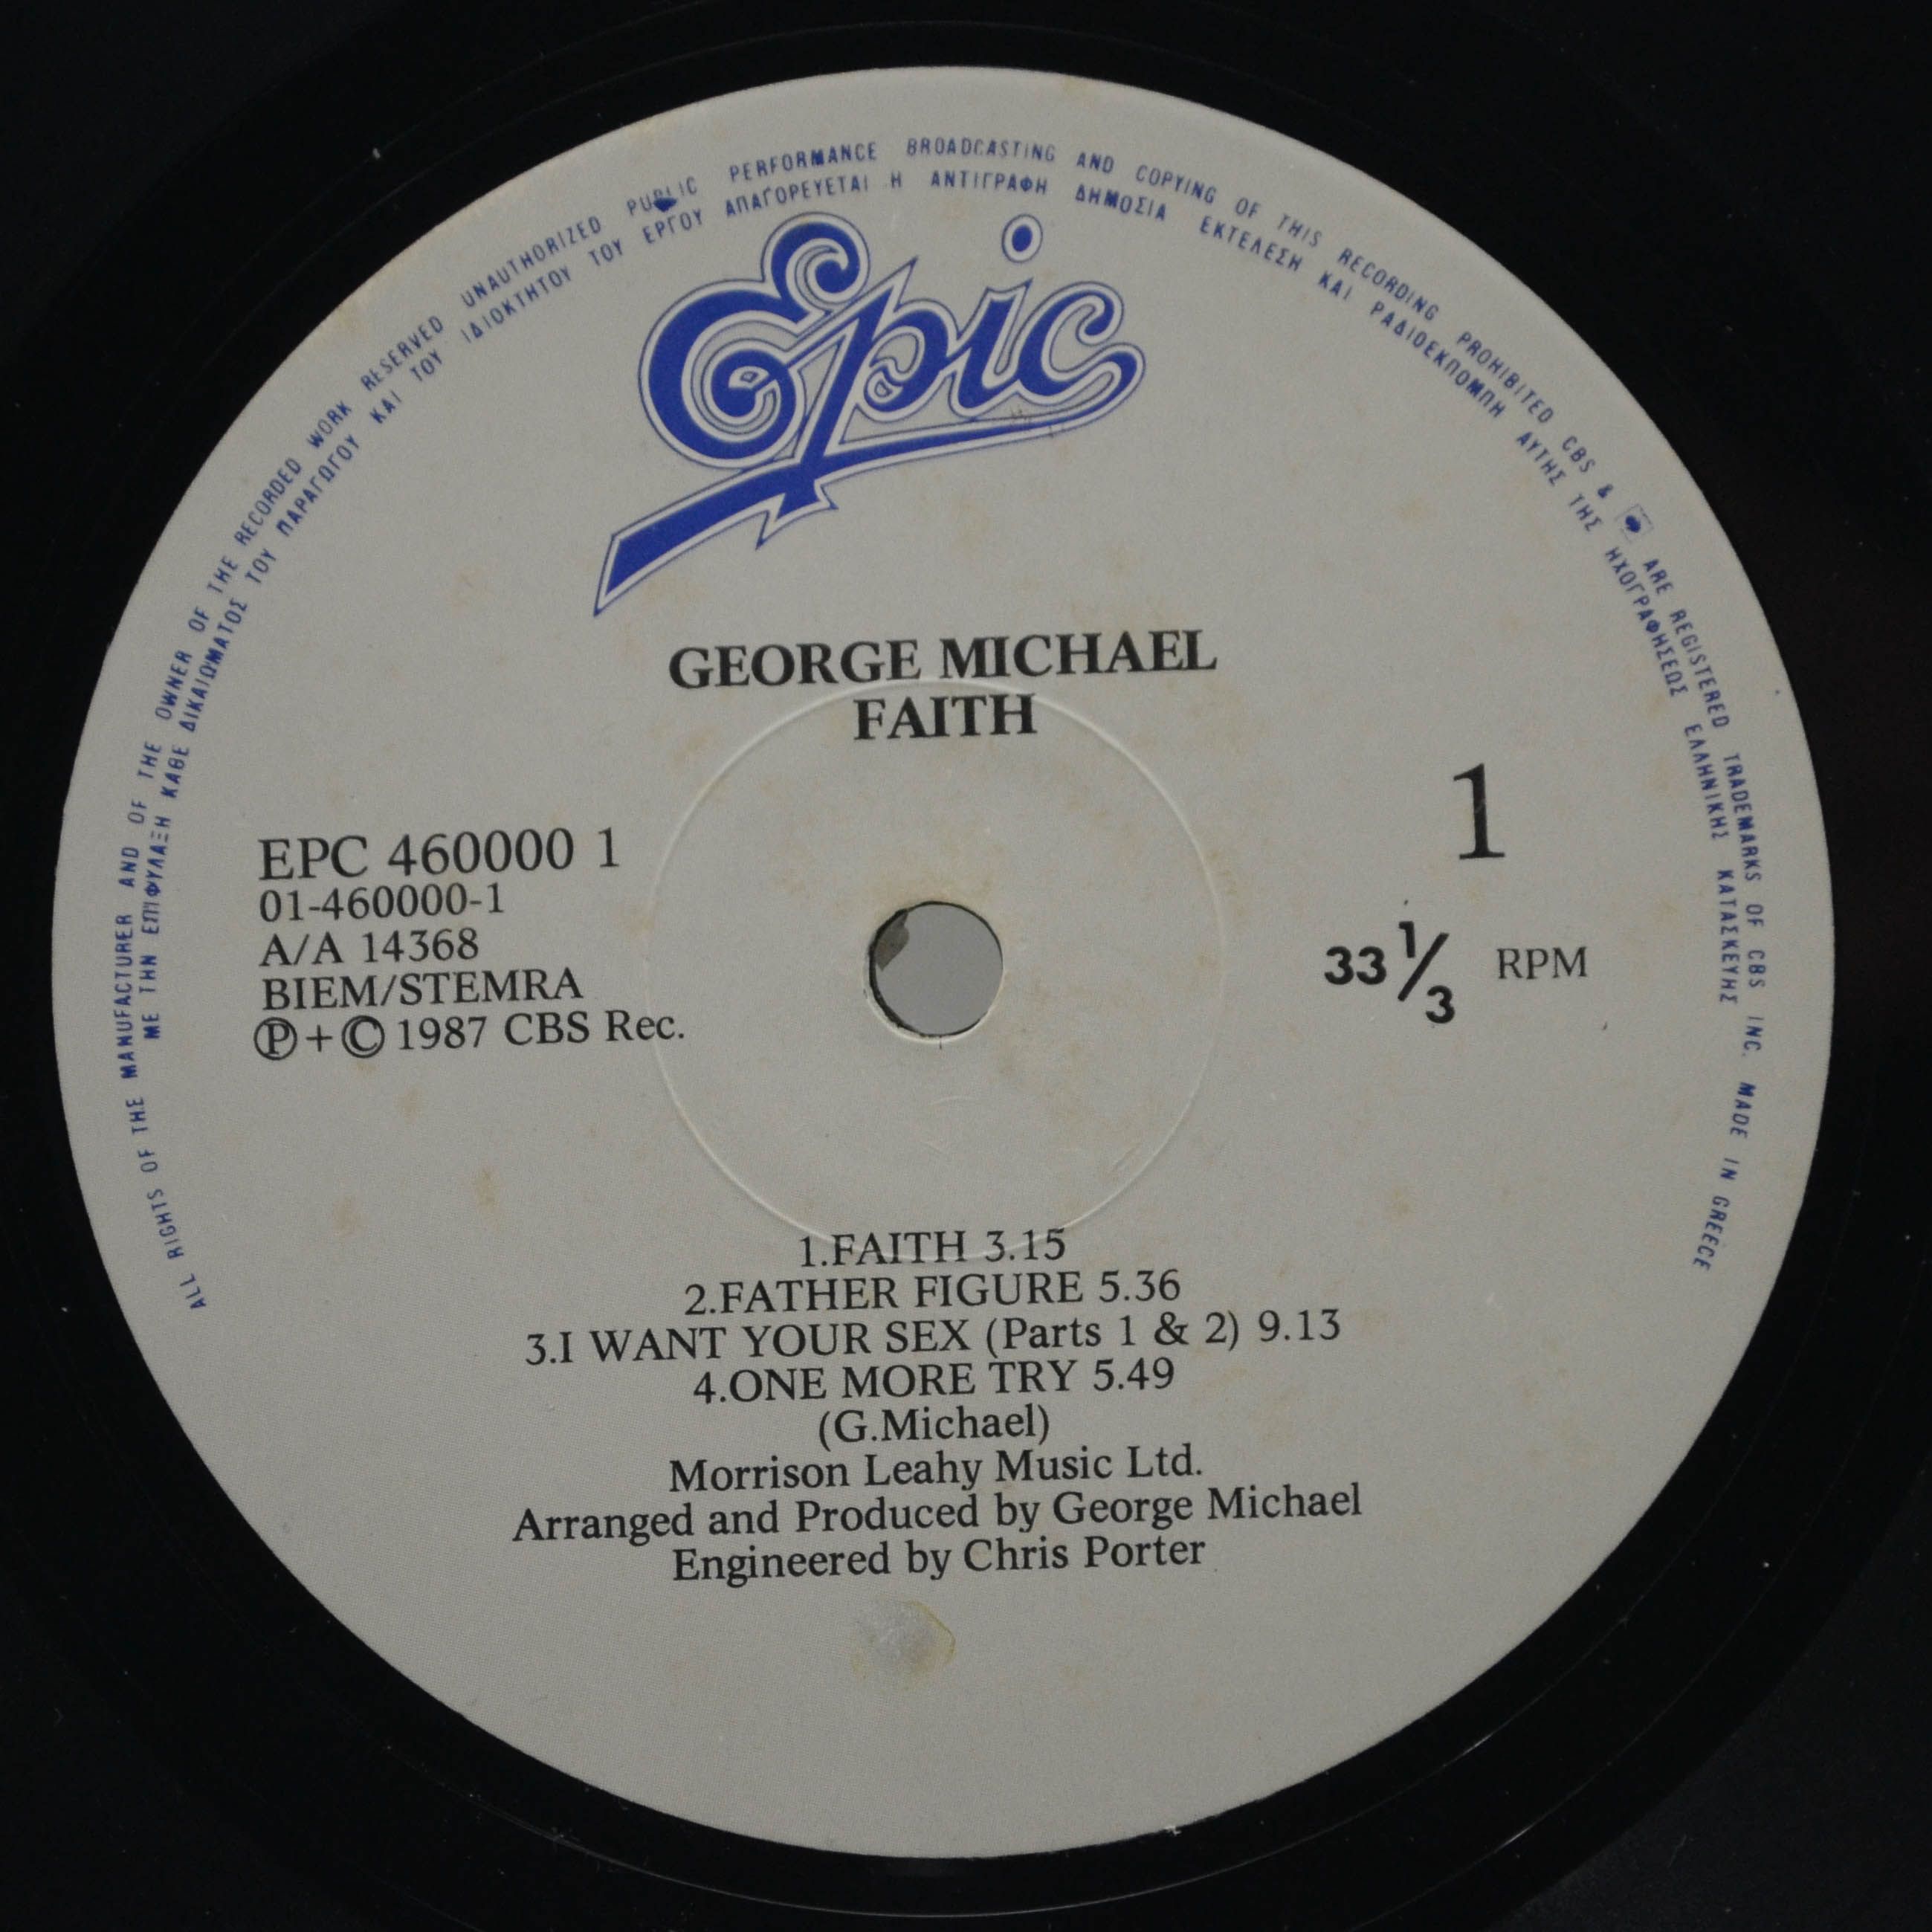 ALL RIGHTS OF THE MANUFACTURER AND OF THE OWNER OF THE RECORDED WORK RESERVED UNAUTHORIZED PUBLIC PERFORMANCE BROADCASTING AND COPYING OF THIS RECORDING PROHIBITED CBS & ARE REGISTERED TRADEMARKS OF CBS INC. MADE IN GREECE
ΜΕ ΤΗΝ ΕΠΙΦΥΛΑΞΗ ΚΑΘΕ ΔΙΚΑΙΩΜΑΤΟΣ ΤΟΥ ΠΑΡΑΓΩΓΟΥ ΚΑΙ ΤΟΥ ΙΔΙΟΚΤΗΤΟΥ ΤΟΥ ΕΡΓΟΥ ΑΠΑΓΟΡΕΥΕΤΑΙ Η ΑΝΤΙΓΡΑΦΗ ΔΗΜΟΣΙΑ ΕΚΤΕΛΕΣΗ ΚΑΙ ΡΑΔΙΟΕΚΠΟΜΠΗ ΑΥΤΗΣ ΤΗΣ ΗΧΟΓΡΑΦΗΣΕΩΣ ΕΛΛΗΝΙΚΗΣ ΚΑΤΑΣΚΕΥΗΣ
Epic
GEORGE MICHAEL
FAITH
1
EPC 460000 1
01-460000-1
A/A 14368
BIEM/STEMRA
Ⓟ+© 1987 CBS Rec.
33 1/3 RPM
1.FAITH 3.15
2.FATHER FIGURE 5.36
3.I WANT YOUR SEX (Parts 1 & 2) 9.13
4.ONE MORE TRY 5.49
(G.Michael)
Morrison Leahy Music Ltd.
Arranged and Produced by George Michael
Engineered by Chris Porter